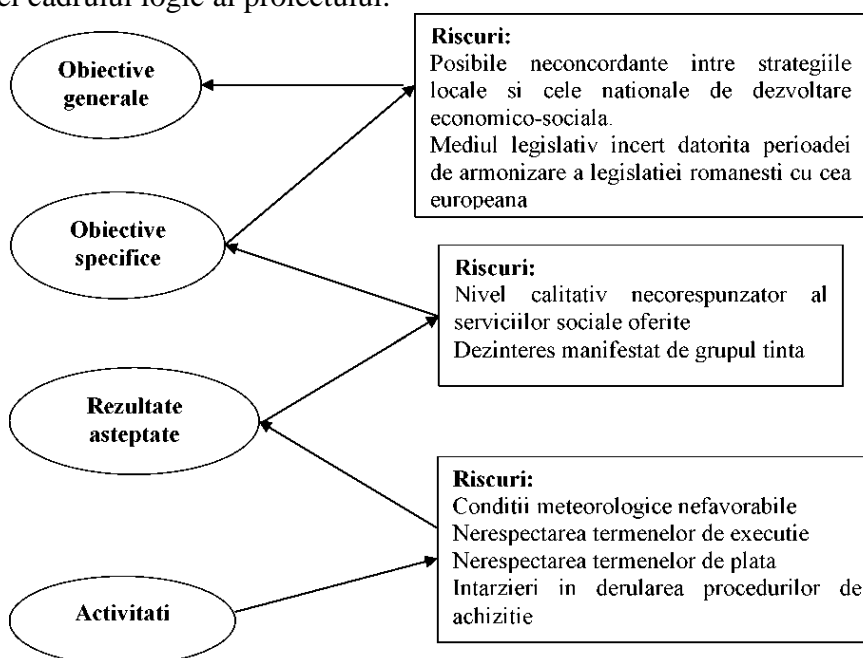 cadrului logic al proiectului.
Obiective
generale
Riscuri:
Posibile neconcordante intre strategiile
locale si cele nationale de dezvoltare
economico-sociala.
Mediul legislativ incert datorita perioadei
de armonizare a legislatiei romanesti cu cea
europeana
Obiective
specifice
Riscuri:
Nivel calitativ necorespunzator al
serviciilor sociale oferite
Dezinteres manifestat de grupul tinta
Rezultate
asteptate
Riscuri:
Conditii meteorologice nefavorabile
Nerespectarea termenelor de executie
Nerespectarea termenelor de plata
Intarzieri in derularea procedurilor de
achizitie
Activitati